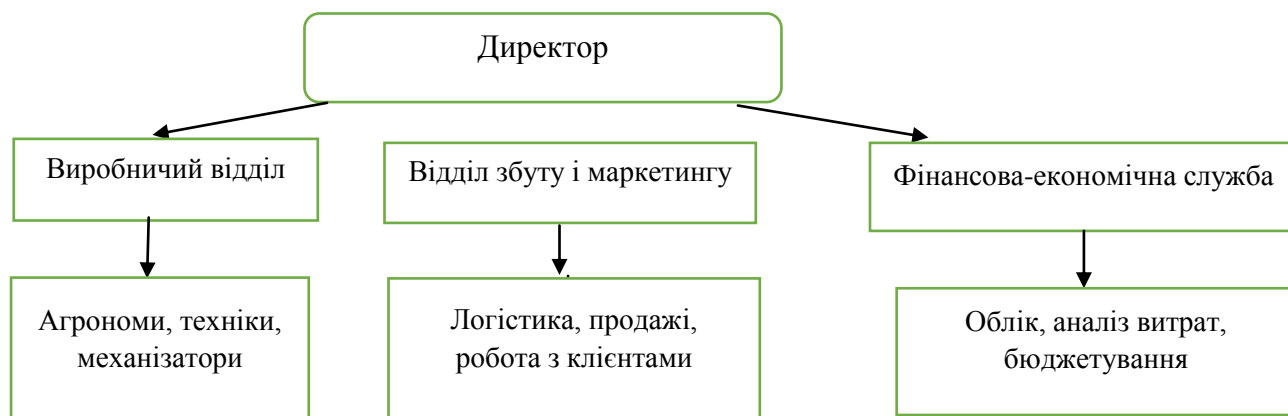 Директор
Виробничий відділ
Відділ збуту і маркетингу
Фінансова-економічна служба
Агрономи, техніки,
механізатори
Логістика, продажі,
робота з клієнтами
Облік, аналіз витрат,
бюджетування